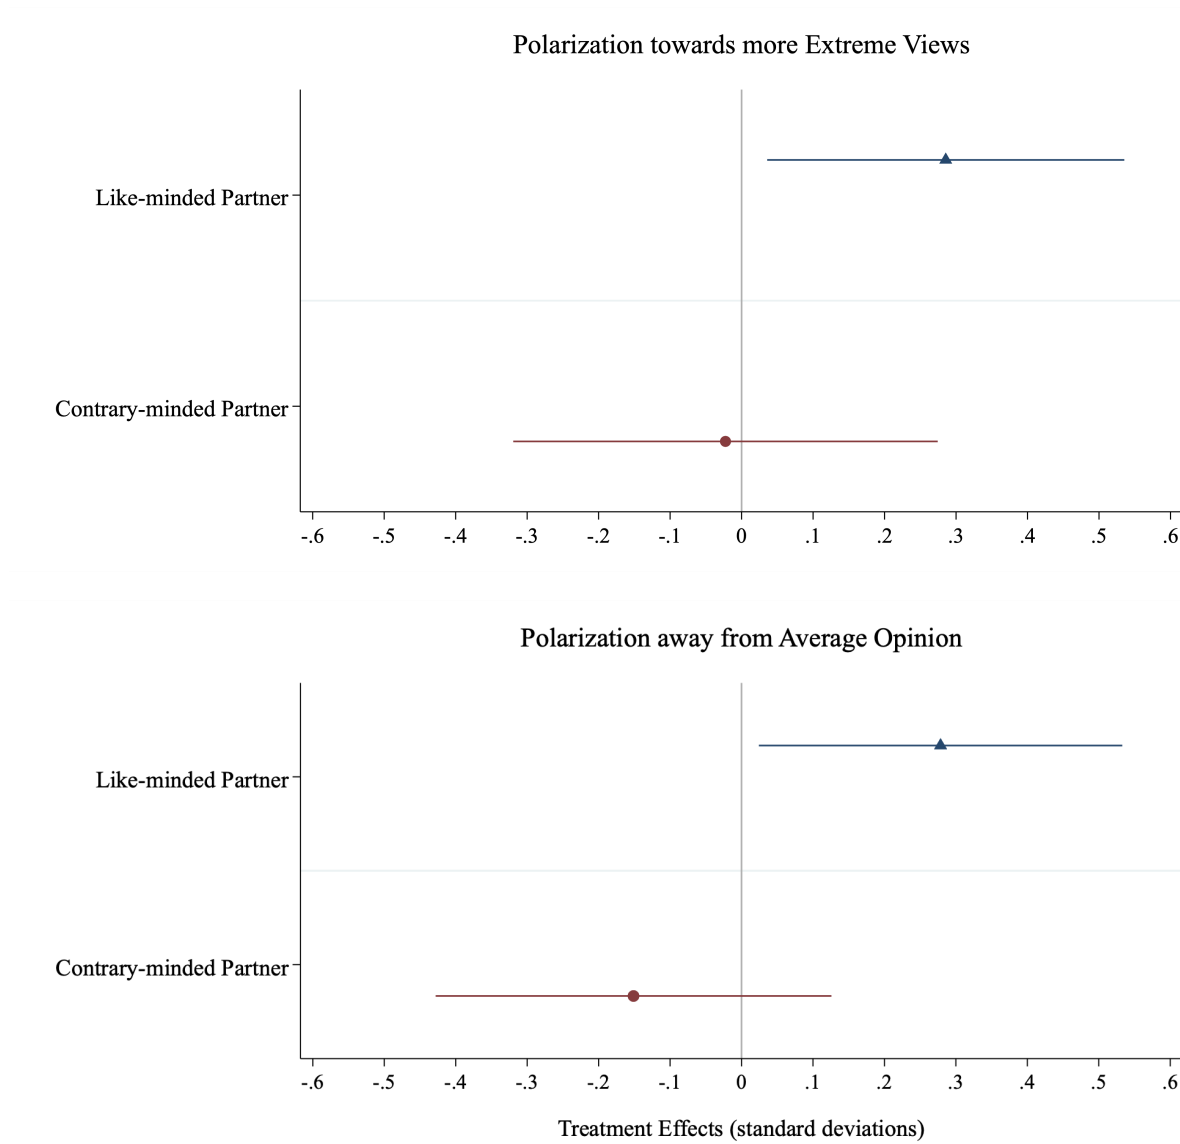 Polarization towards more Extreme Views
Like-minded Partner
Contrary-minded Partner
-.6 -.5 -.4 -.3 -.2 -.1 0 .1 .2 .3 .4 .5 .6
Polarization away from Average Opinion
Like-minded Partner
Contrary-minded Partner
-.6 -.5 -.4 -.3 -.2 -.1 0 .1 .2 .3 .4 .5 .6
Treatment Effects (standard deviations)